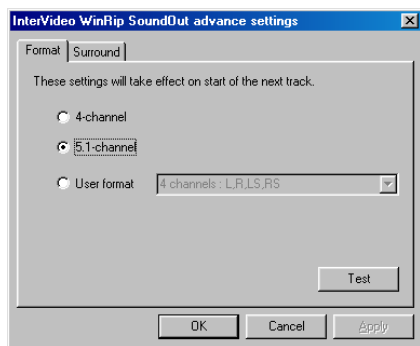 InterVideo WinRip SoundOut advance settings
Format
Surround
These settings will take effect on start of the next track.
4-channel
5.1-channel
User format
4 channels : L,R,LS,RS
Test
OK
Cancel
Apply